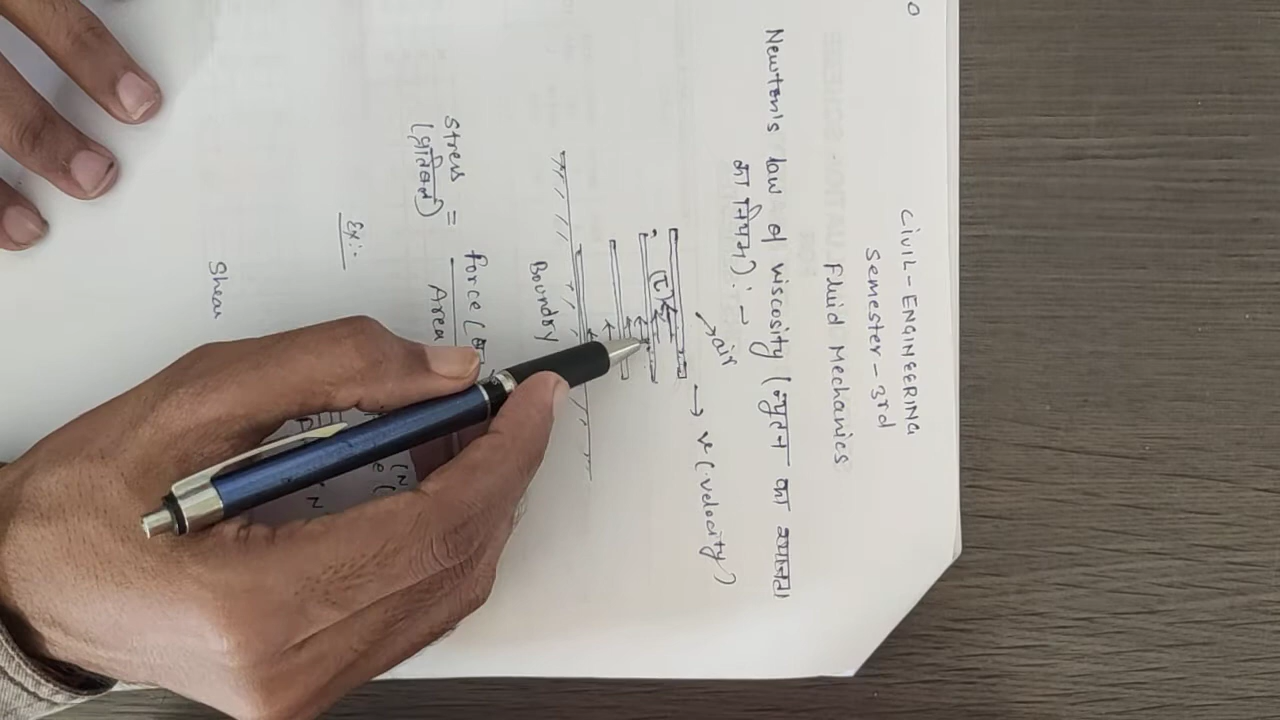 CIVIL-ENGINEERING
Semester-3rd
Fluid Mechanics
Newton's law of viscosity (न्युटन का श्यानता
का नियम) :-
air
→ v (velocity)
(τ)
Boundry
Stress = Force (
(प्रतिबल) Area
Ex:-
(N
Shear